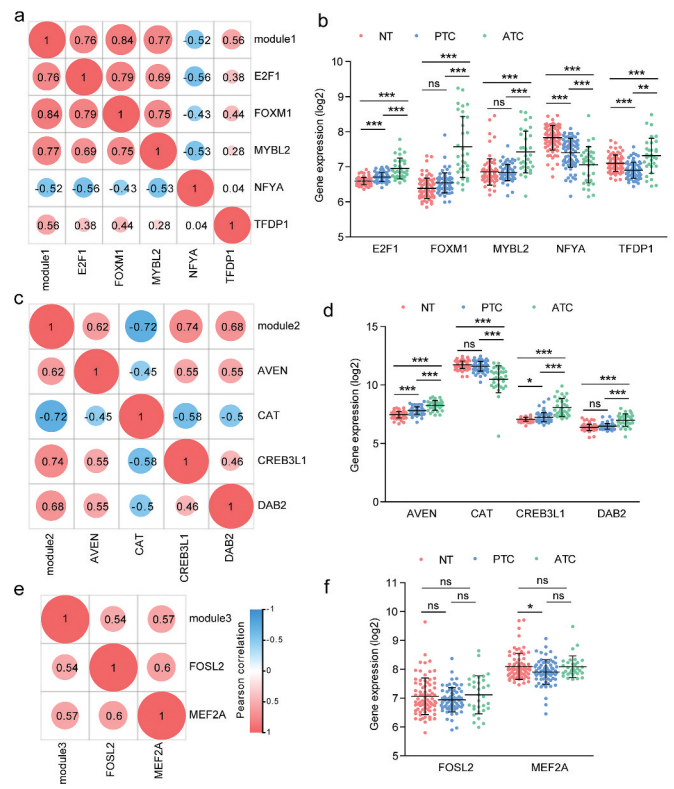 a
1 0.76 0.84 0.77 -0.52 0.56 module1
0.76 1 0.79 0.69 -0.56 0.38 E2F1
0.84 0.79 1 0.75 -0.43 0.44 FOXM1
0.77 0.69 0.75 1 -0.53 0.28 MYBL2
-0.52 -0.56 -0.43 -0.53 1 0.04 NFYA
0.56 0.38 0.44 0.28 0.04 1 TFDP1
module1 E2F1 FOXM1 MYBL2 NFYA TFDP1
b
NT PTC ATC
Gene expression (log2)
10
9
8
7
6
5
*** *** *** *** ***
*** ns *** ns *** *** *** *** **
***
E2F1 FOXM1 MYBL2 NFYA TFDP1
c
1 0.62 -0.72 0.74 0.68 module2
0.62 1 -0.45 0.55 0.55 AVEN
-0.72 -0.45 1 -0.58 -0.5 CAT
0.74 0.55 -0.58 1 0.46 CREB3L1
0.68 0.55 -0.5 0.46 1 DAB2
module2 AVEN CAT CREB3L1 DAB2
d
NT PTC ATC
Gene expression (log2)
15
10
5
0
*** *** *** ***
*** *** ns *** * *** ns ***
AVEN CAT CREB3L1 DAB2
e
1 0.54 0.57 module3
0.54 1 0.6 FOSL2
0.57 0.6 1 MEF2A
module3 FOSL2 MEF2A
Pearson correlation
-1
-0.5
0
0.5
1
f
NT PTC ATC
Gene expression (log2)
11
10
9
8
7
6
5
ns ns
ns ns * ns
FOSL2 MEF2A